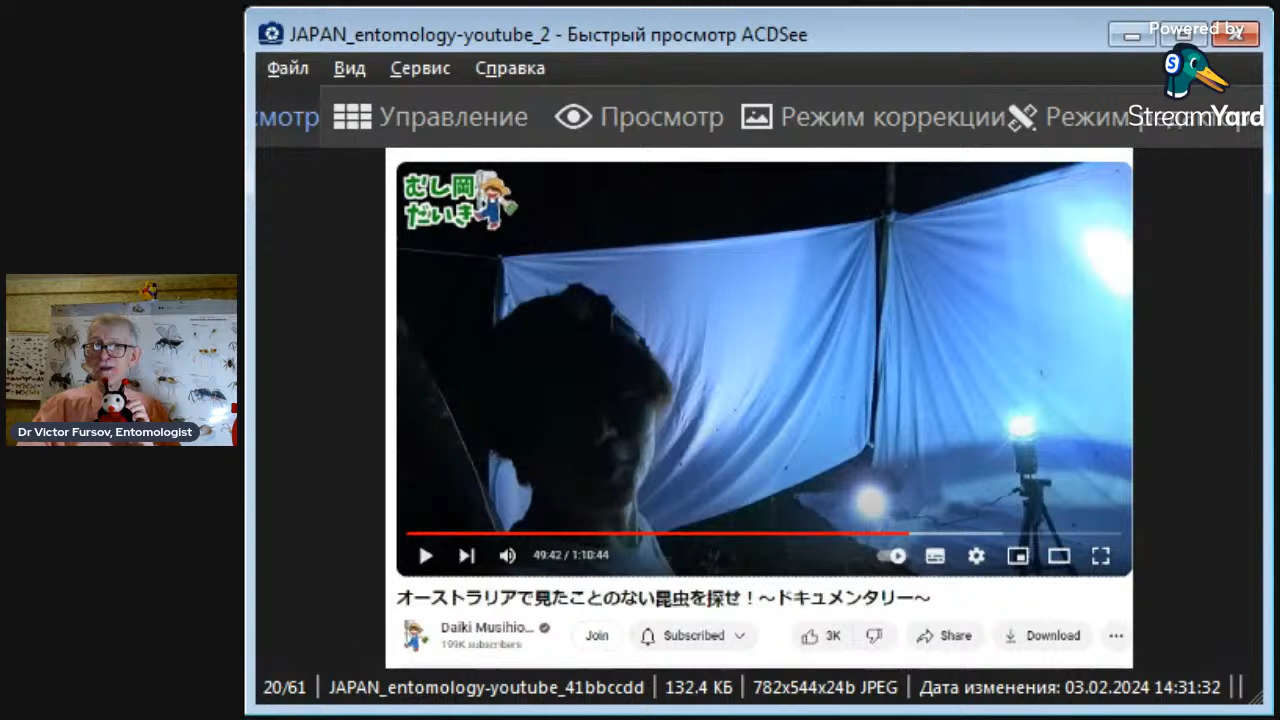 JAPAN_entomology-youtube_2 - Быстрый просмотр ACDSee
Powered by
StreamYard
Файл Вид Сервис Справка
смотр Управление Просмотр Режим коррекции Режим
むし岡
だいき
Dr Victor Fursov, Entomologist
49:42 / 1:10:44
オーストラリアで見たことのない昆虫を探せ！～ドキュメンタリー～
Daiki Musihio... Join Subscribed 3K Share Download ...
199K subscribers
20/61 JAPAN_entomology-youtube_41bbccdd 132.4 КБ 782x544x24b JPEG Дата изменения: 03.02.2024 14:31:32